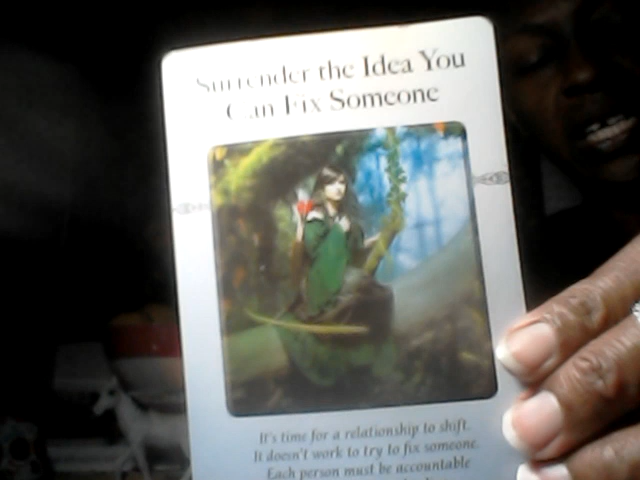 Surrender the Idea You
Can Fix Someone
It's time for a relationship to shift.
It doesn't work to try to fix someone.
Each person must be accountable